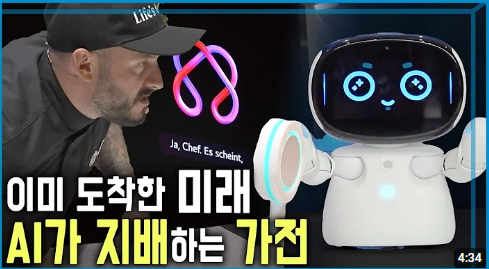 Life's
Ja, Chef. Es scheint,
이미 도착한 미래
AI가 지배하는 가전
4:34